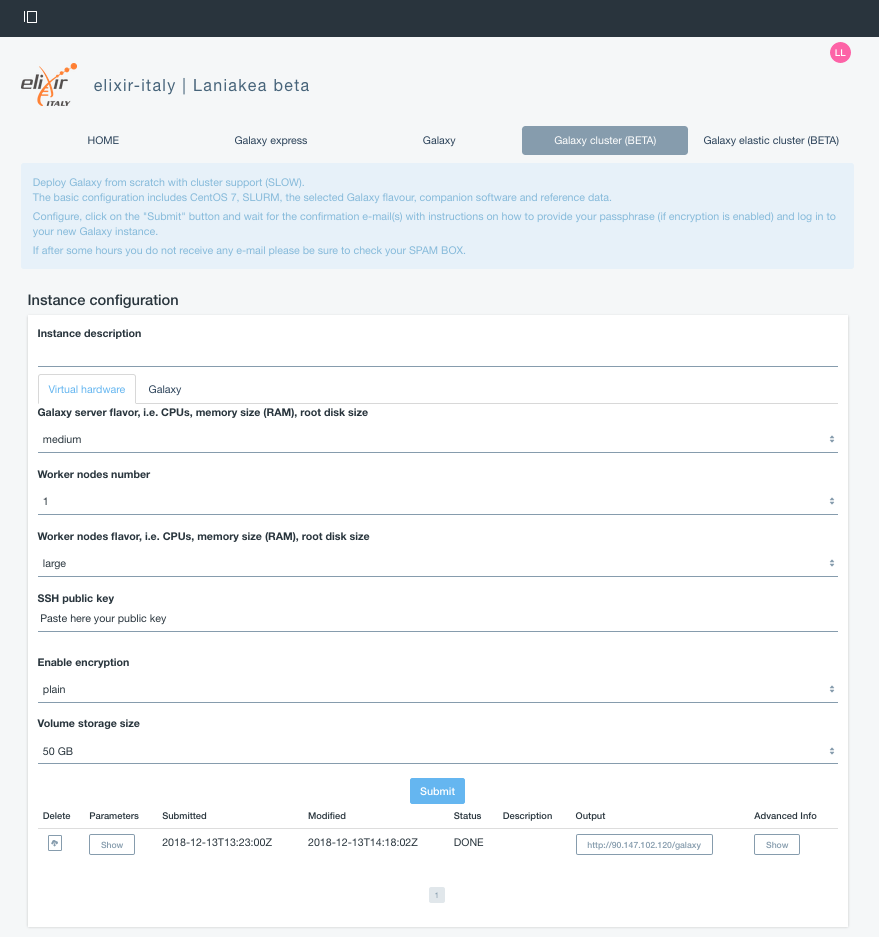 LL
elixir
ITALY
elixir-italy | Laniakea beta
HOME Galaxy express Galaxy Galaxy cluster (BETA) Galaxy elastic cluster (BETA)
Deploy Galaxy from scratch with cluster support (SLOW).
The basic configuration includes CentOS 7, SLURM, the selected Galaxy flavour, companion software and reference data.
Configure, click on the "Submit" button and wait for the confirmation e-mail(s) with instructions on how to provide your passphrase (if encryption is enabled) and log in to
your new Galaxy instance.
If after some hours you do not receive any e-mail please be sure to check your SPAM BOX.
Instance configuration
Instance description
Virtual hardware Galaxy
Galaxy server flavor, i.e. CPUs, memory size (RAM), root disk size
medium
Worker nodes number
1
Worker nodes flavor, i.e. CPUs, memory size (RAM), root disk size
large
SSH public key
Paste here your public key
Enable encryption
plain
Volume storage size
50 GB
Submit
Delete Parameters Submitted Modified Status Description Output Advanced Info
Show 2018-12-13T13:23:00Z 2018-12-13T14:18:02Z DONE http://90.147.102.120/galaxy Show
1